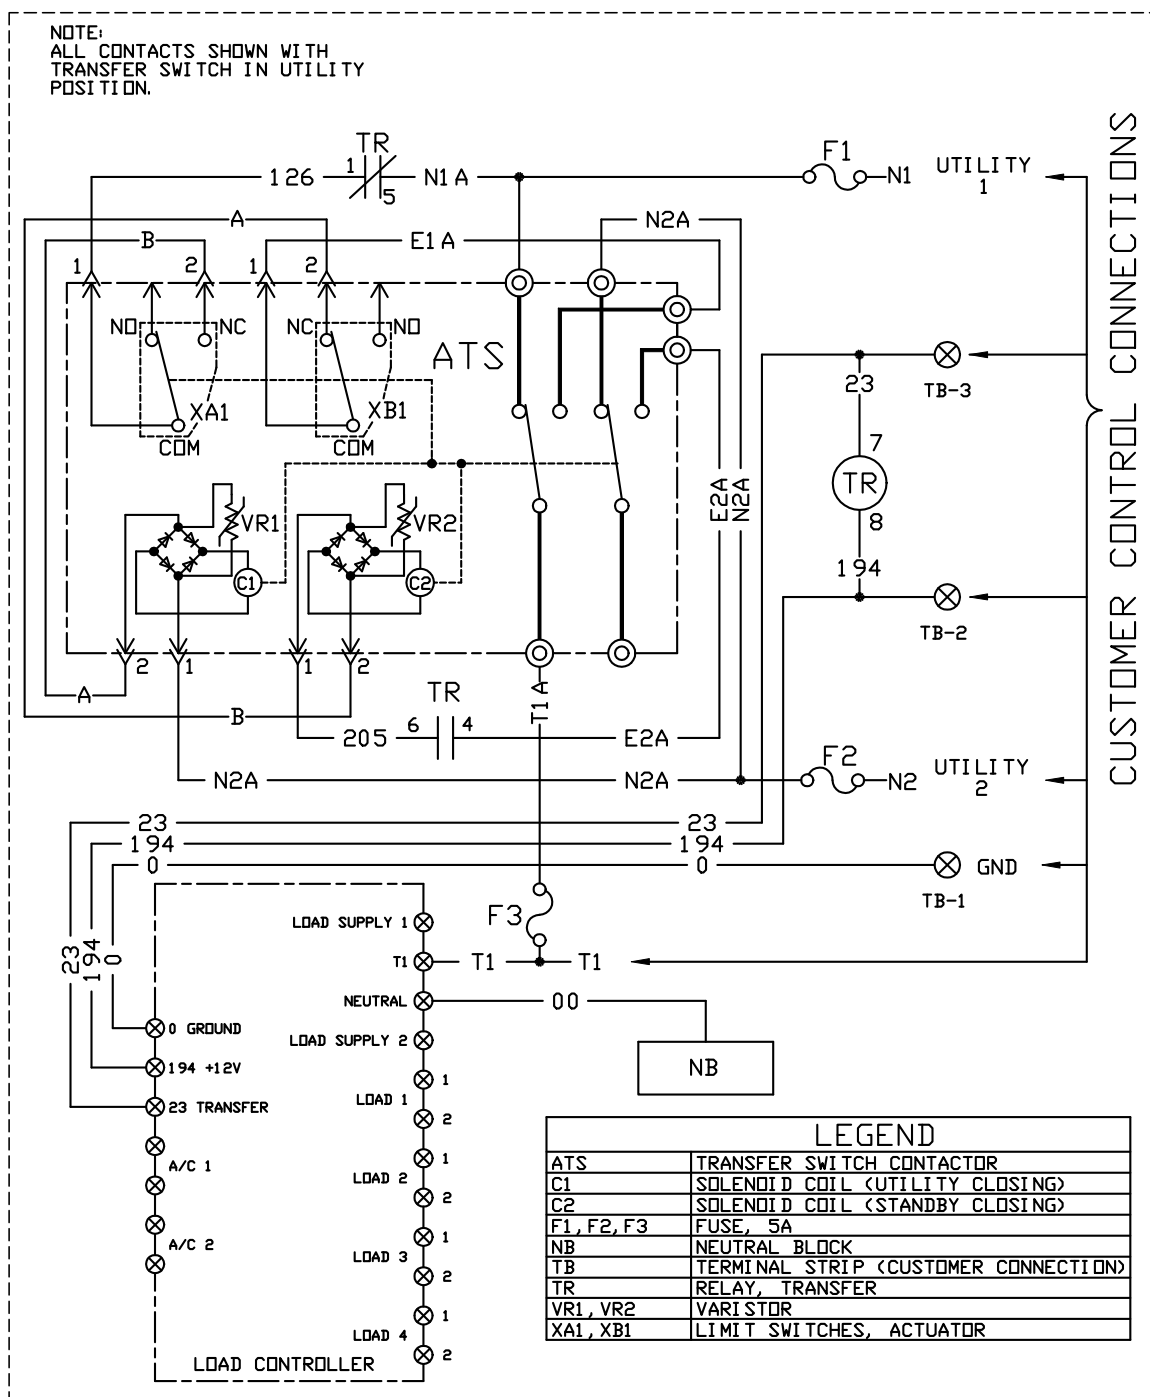 NOTE:
ALL CONTACTS SHOWN WITH
TRANSFER SWITCH IN UTILITY
POSITION.
TR
1
5
126
N1A
F1
N1
UTILITY
1
A
N2A
B
E1A
1
2
1
2
NO
NC
NC
NO
ATS
XA1
XB1
COM
COM
23
TB-3
7
TR
8
194
TB-2
E2A
N2A
VR1
VR2
C1
C2
2
1
1
2
A
B
TR
6
4
205
E2A
T1A
N2A
N2A
F2
N2
UTILITY
2
23
23
194
194
0
0
GND
TB-1
CUSTOMER CONTROL CONNECTIONS
F3
23
194
0
LOAD SUPPLY 1
T1
T1
T1
NEUTRAL
00
0 GROUND
LOAD SUPPLY 2
194 +12V
NB
1
LOAD 1
2
23 TRANSFER
A/C 1
1
LOAD 2
2
A/C 2
1
LOAD 3
2
1
LOAD 4
2
LOAD CONTROLLER
LEGEND
ATS TRANSFER SWITCH CONTACTOR
C1 SOLENOID COIL (UTILITY CLOSING)
C2 SOLENOID COIL (STANDBY CLOSING)
F1,F2,F3 FUSE, 5A
NB NEUTRAL BLOCK
TB TERMINAL STRIP (CUSTOMER CONNECTION)
TR RELAY, TRANSFER
VR1,VR2 VARISTOR
XA1,XB1 LIMIT SWITCHES, ACTUATOR